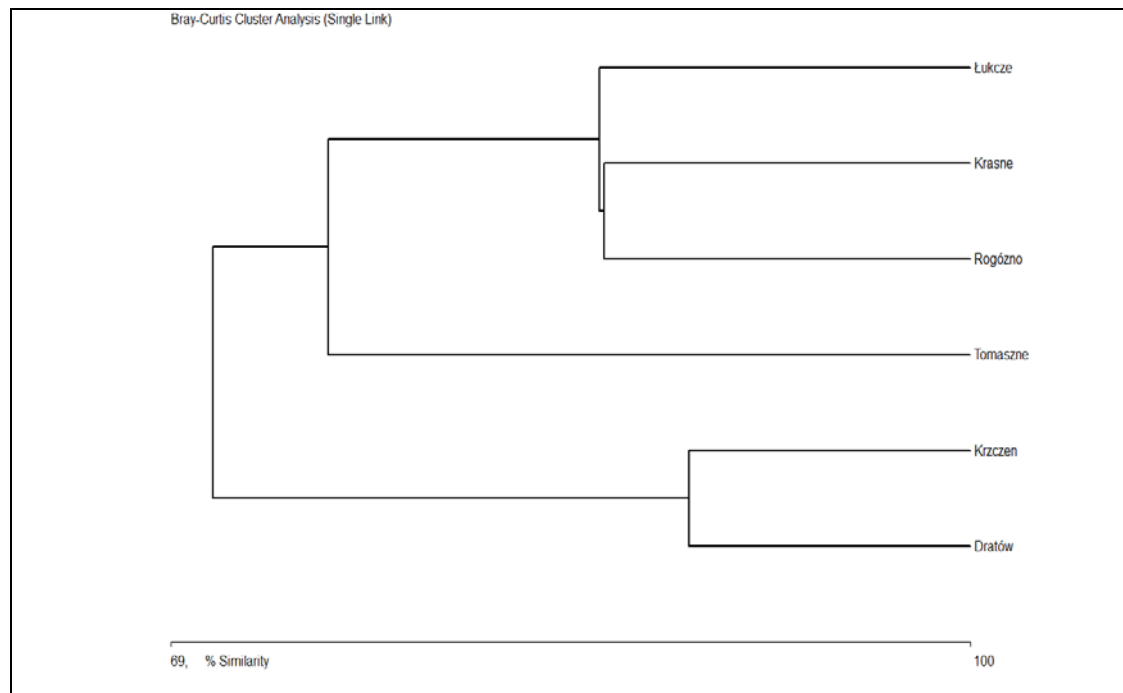 Bray-Curtis Cluster Analysis (Single Link)
Łukcze
Krasne
Rogózno
Tomaszne
Krzczen
Dratów
69, % Similarity 100